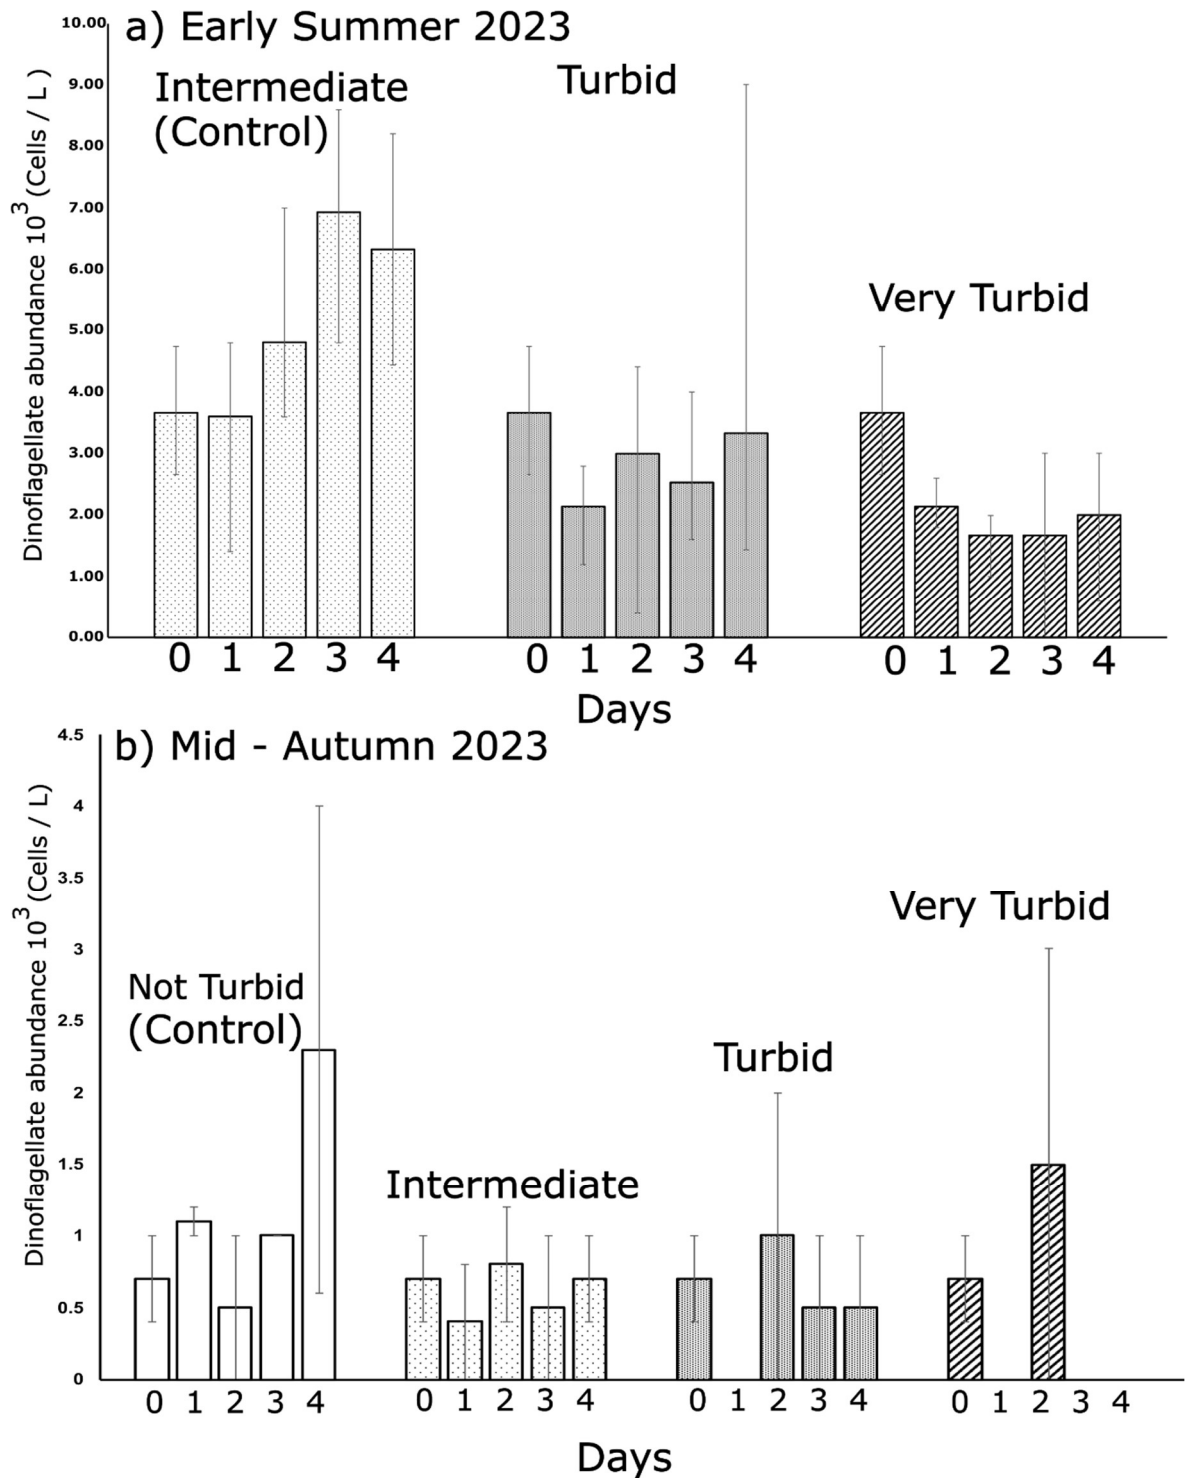 a) Early Summer 2023
Dinoflagellate abundance 10³ (Cells / L )
10.00
9.00
8.00
7.00
6.00
5.00
4.00
3.00
2.00
1.00
0.00
Intermediate
(Control)
Turbid
Very Turbid
0 1 2 3 4
0 1 2 3 4
0 1 2 3 4
Days
b) Mid - Autumn 2023
Dinoflagellate abundance 10³ (Cells / L)
4.5
4
3.5
3
2.5
2
1.5
1
0.5
0
Not Turbid
(Control)
Intermediate
Turbid
Very Turbid
0 1 2 3 4
0 1 2 3 4
0 1 2 3 4
0 1 2 3 4
Days